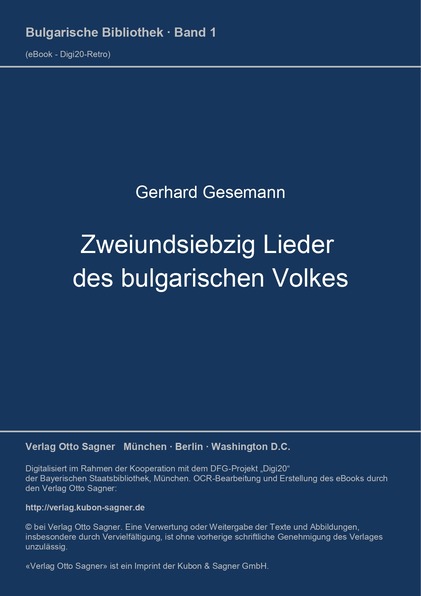 Bulgarische Bibliothek · Band 1
(eBook - Digi20-Retro)
Gerhard Gesemann
Zweiundsiebzig Lieder
des bulgarischen Volkes
Verlag Otto Sagner München · Berlin · Washington D.C.
Digitalisiert im Rahmen der Kooperation mit dem DFG-Projekt „Digi20“
der Bayerischen Staatsbibliothek, München. OCR-Bearbeitung und Erstellung des eBooks durch
den Verlag Otto Sagner:
http://verlag.kubon-sagner.de
© bei Verlag Otto Sagner. Eine Verwertung oder Weitergabe der Texte und Abbildungen,
insbesondere durch Vervielfältigung, ist ohne vorherige schriftliche Genehmigung des Verlages
unzulässig.
«Verlag Otto Sagner» ist ein Imprint der Kubon & Sagner GmbH.